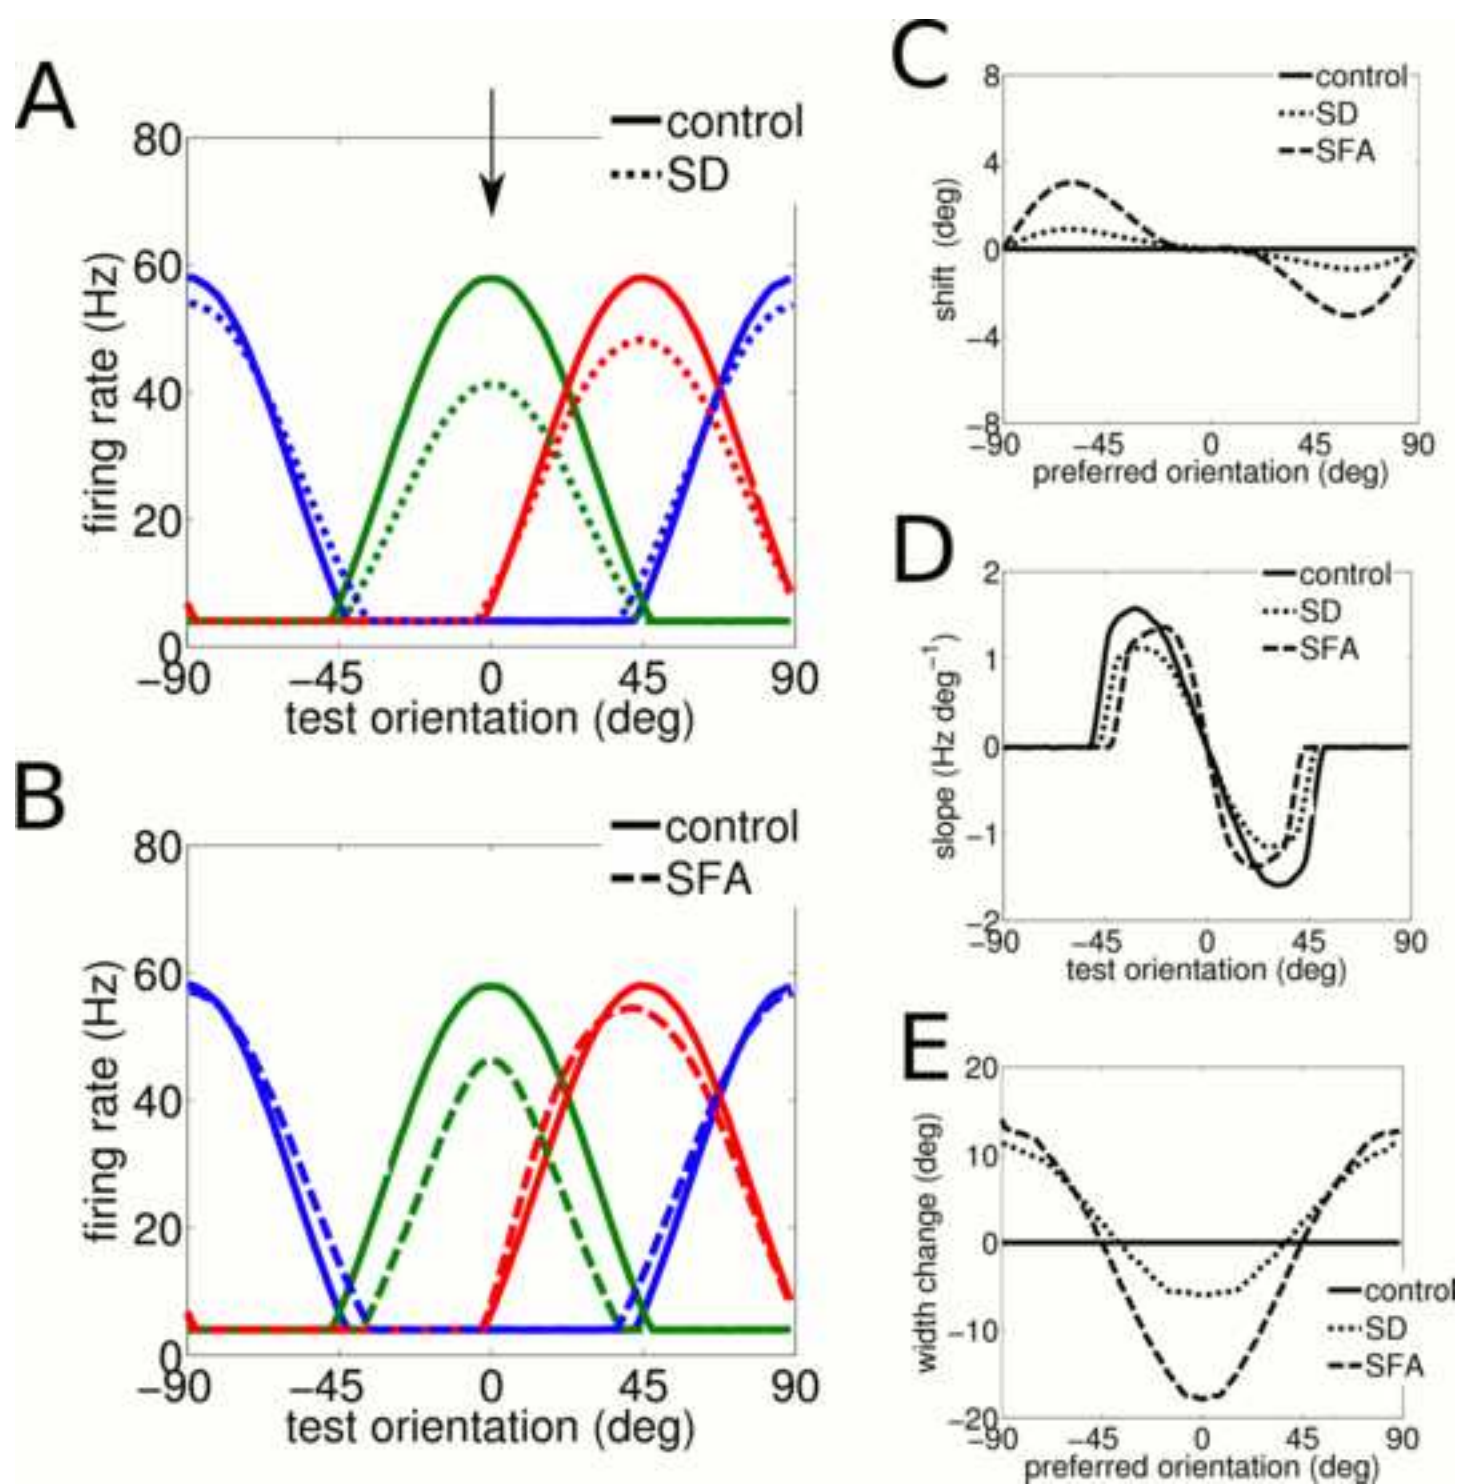 A
control
SD
80
60
40
20
0
firing rate (Hz)
−90 −45 0 45 90
test orientation (deg)
B
control
SFA
80
60
40
20
0
firing rate (Hz)
−90 −45 0 45 90
test orientation (deg)
C
control
SD
SFA
8
4
0
−4
−8
shift (deg)
−90 −45 0 45 90
preferred orientation (deg)
D
control
SD
SFA
2
1
0
−1
−2
slope (Hz deg⁻¹)
−90 −45 0 45 90
test orientation (deg)
E
20
10
0
−10
−20
width change (deg)
control
SD
SFA
−90 −45 0 45 90
preferred orientation (deg)